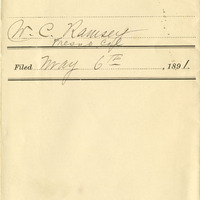 W. C. Ramsey
Fresno Cal
Filed May 6th, 1891.